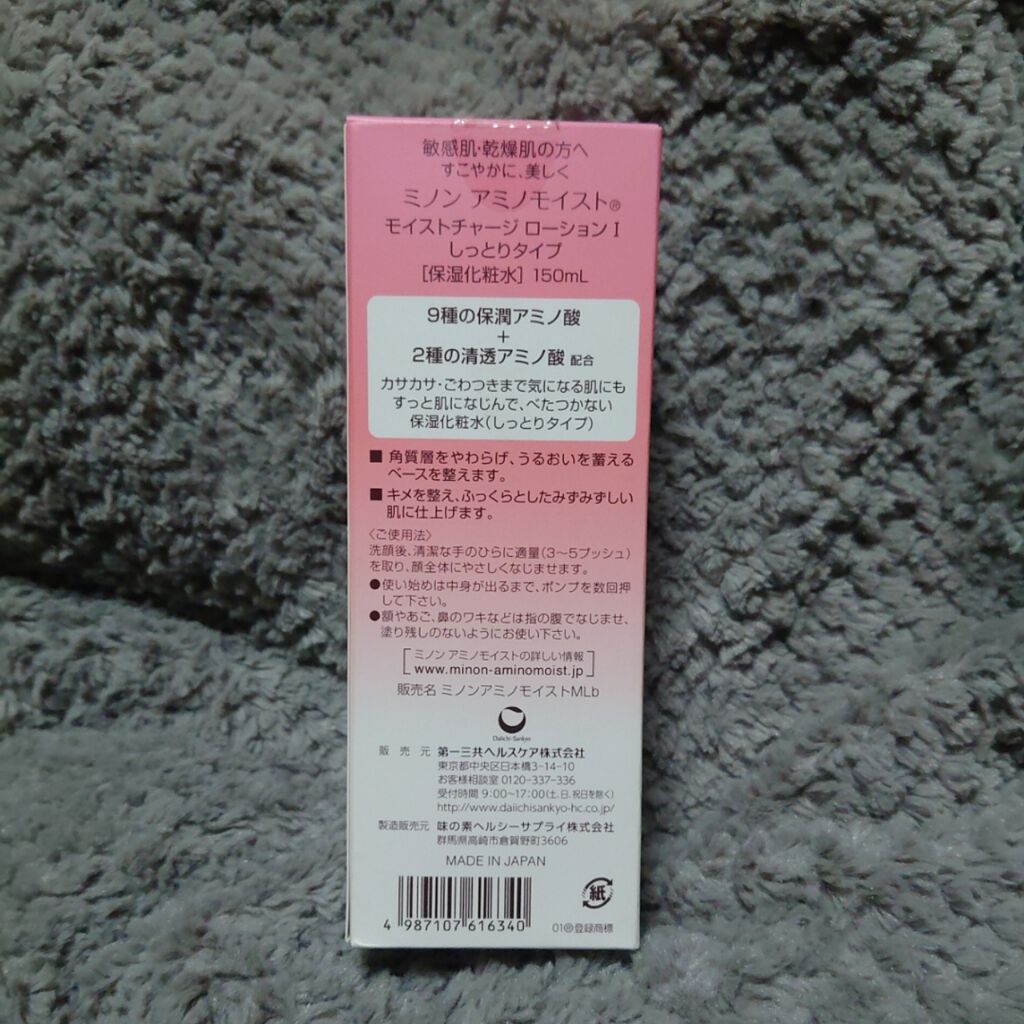 敏感肌・乾燥肌の方へ
すこやかに、美しく
ミノン アミノモイスト®
モイストチャージ ローション I
しっとりタイプ
[保湿化粧水] 150mL
9種の保潤アミノ酸
+
2種の清透アミノ酸 配合
カサカサ・ごわつきまで気になる肌にも
すっと肌になじんで、べたつかない
保湿化粧水(しっとりタイプ)
■ 角質層をやわらげ、うるおいを蓄える
ベースを整えます。
■ キメを整え、ふっくらとしたみずみずしい
肌に仕上げます。
〈ご使用法〉
洗顔後、清潔な手のひらに適量(3〜5プッシュ)
を取り、顔全体にやさしくなじませます。
●使い始めは中身が出るまで、ポンプを数回押
して下さい。
●額やあご、鼻のワキなどは指の腹でなじませ、
塗り残しのないようにお使い下さい。
[ミノン アミノモイストの詳しい情報
www.minon-aminomoist.jp]
販売名 ミノンアミノモイストMLb
Daiichi-Sankyo
販売元 第一三共ヘルスケア株式会社
東京都中央区日本橋3-14-10
お客様相談室 0120-337-336
受付時間 9:00〜17:00(土、日、祝日を除く)
http://www.daiichisankyo-hc.co.jp/
製造販売元 味の素ヘルシーサプライ株式会社
群馬県高崎市倉賀野町3606
MADE IN JAPAN
紙
4 987107 616340
01®登録商標